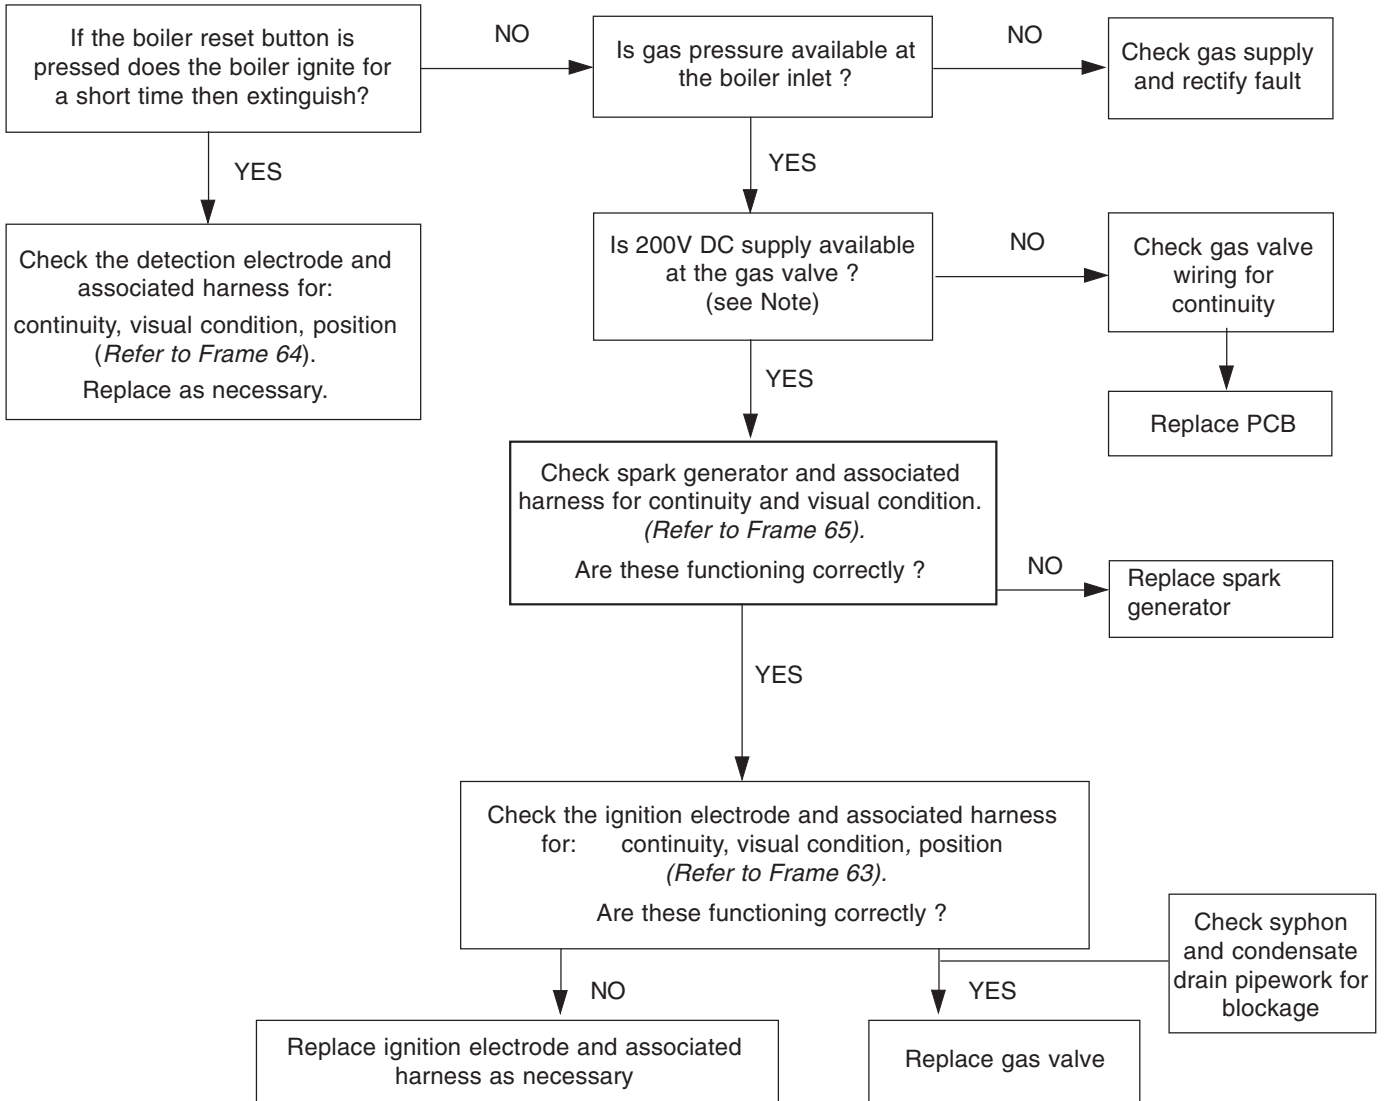 If the boiler reset button is
pressed does the boiler ignite for
a short time then extinguish?
NO
Is gas pressure available at
the boiler inlet ?
NO
Check gas supply
and rectify fault
YES
YES
Check the detection electrode and
associated harness for:
continuity, visual condition, position
(Refer to Frame 64).
Replace as necessary.
Is 200V DC supply available
at the gas valve ?
(see Note)
NO
Check gas valve
wiring for
continuity
YES
Replace PCB
Check spark generator and associated
harness for continuity and visual condition.
(Refer to Frame 65).
Are these functioning correctly ?
NO
Replace spark
generator
YES
Check the ignition electrode and associated harness
for: continuity, visual condition, position
(Refer to Frame 63).
Are these functioning correctly ?
Check syphon
and condensate
drain pipework for
blockage
NO
YES
Replace ignition electrode and associated
harness as necessary
Replace gas valve